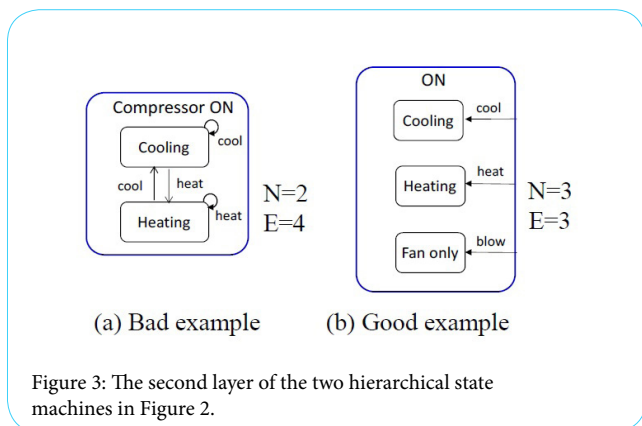 Compressor ON
Cooling
cool
cool
heat
Heating
heat
N=2
E=4
(a) Bad example
ON
cool
Cooling
heat
Heating
blow
Fan only
N=3
E=3
(b) Good example
Figure 3: The second layer of the two hierarchical state
machines in Figure 2.